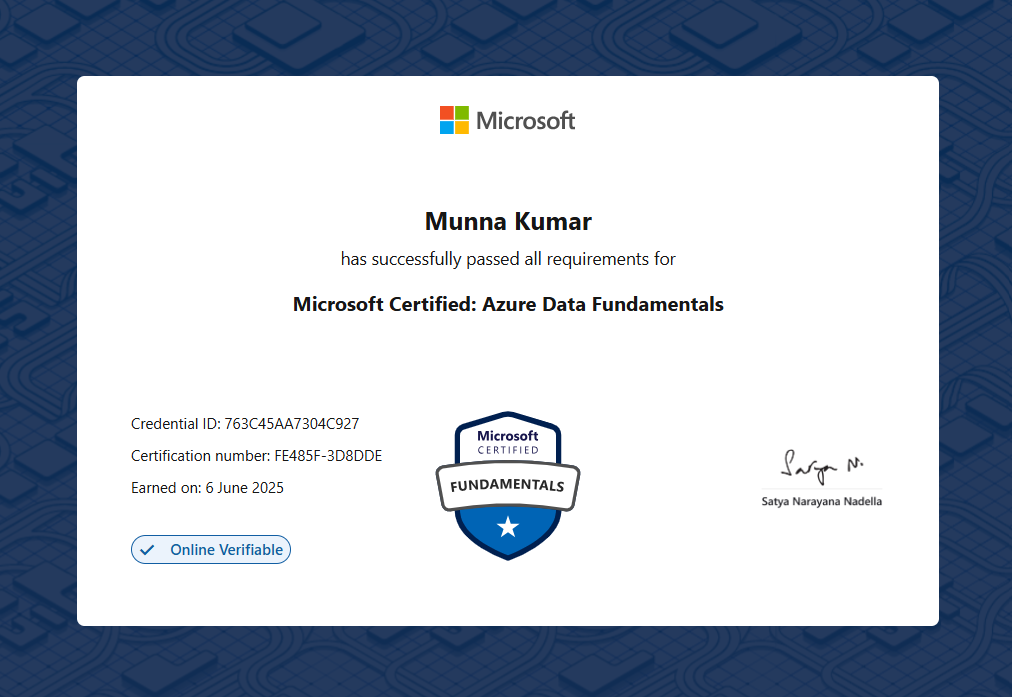 Microsoft
Munna Kumar
has successfully passed all requirements for
Microsoft Certified: Azure Data Fundamentals
Credential ID: 763C45AA7304C927
Certification number: FE485F-3D8DDE
Earned on: 6 June 2025
Online Verifiable
Microsoft
CERTIFIED
FUNDAMENTALS
Satya N.
Satya Narayana Nadella